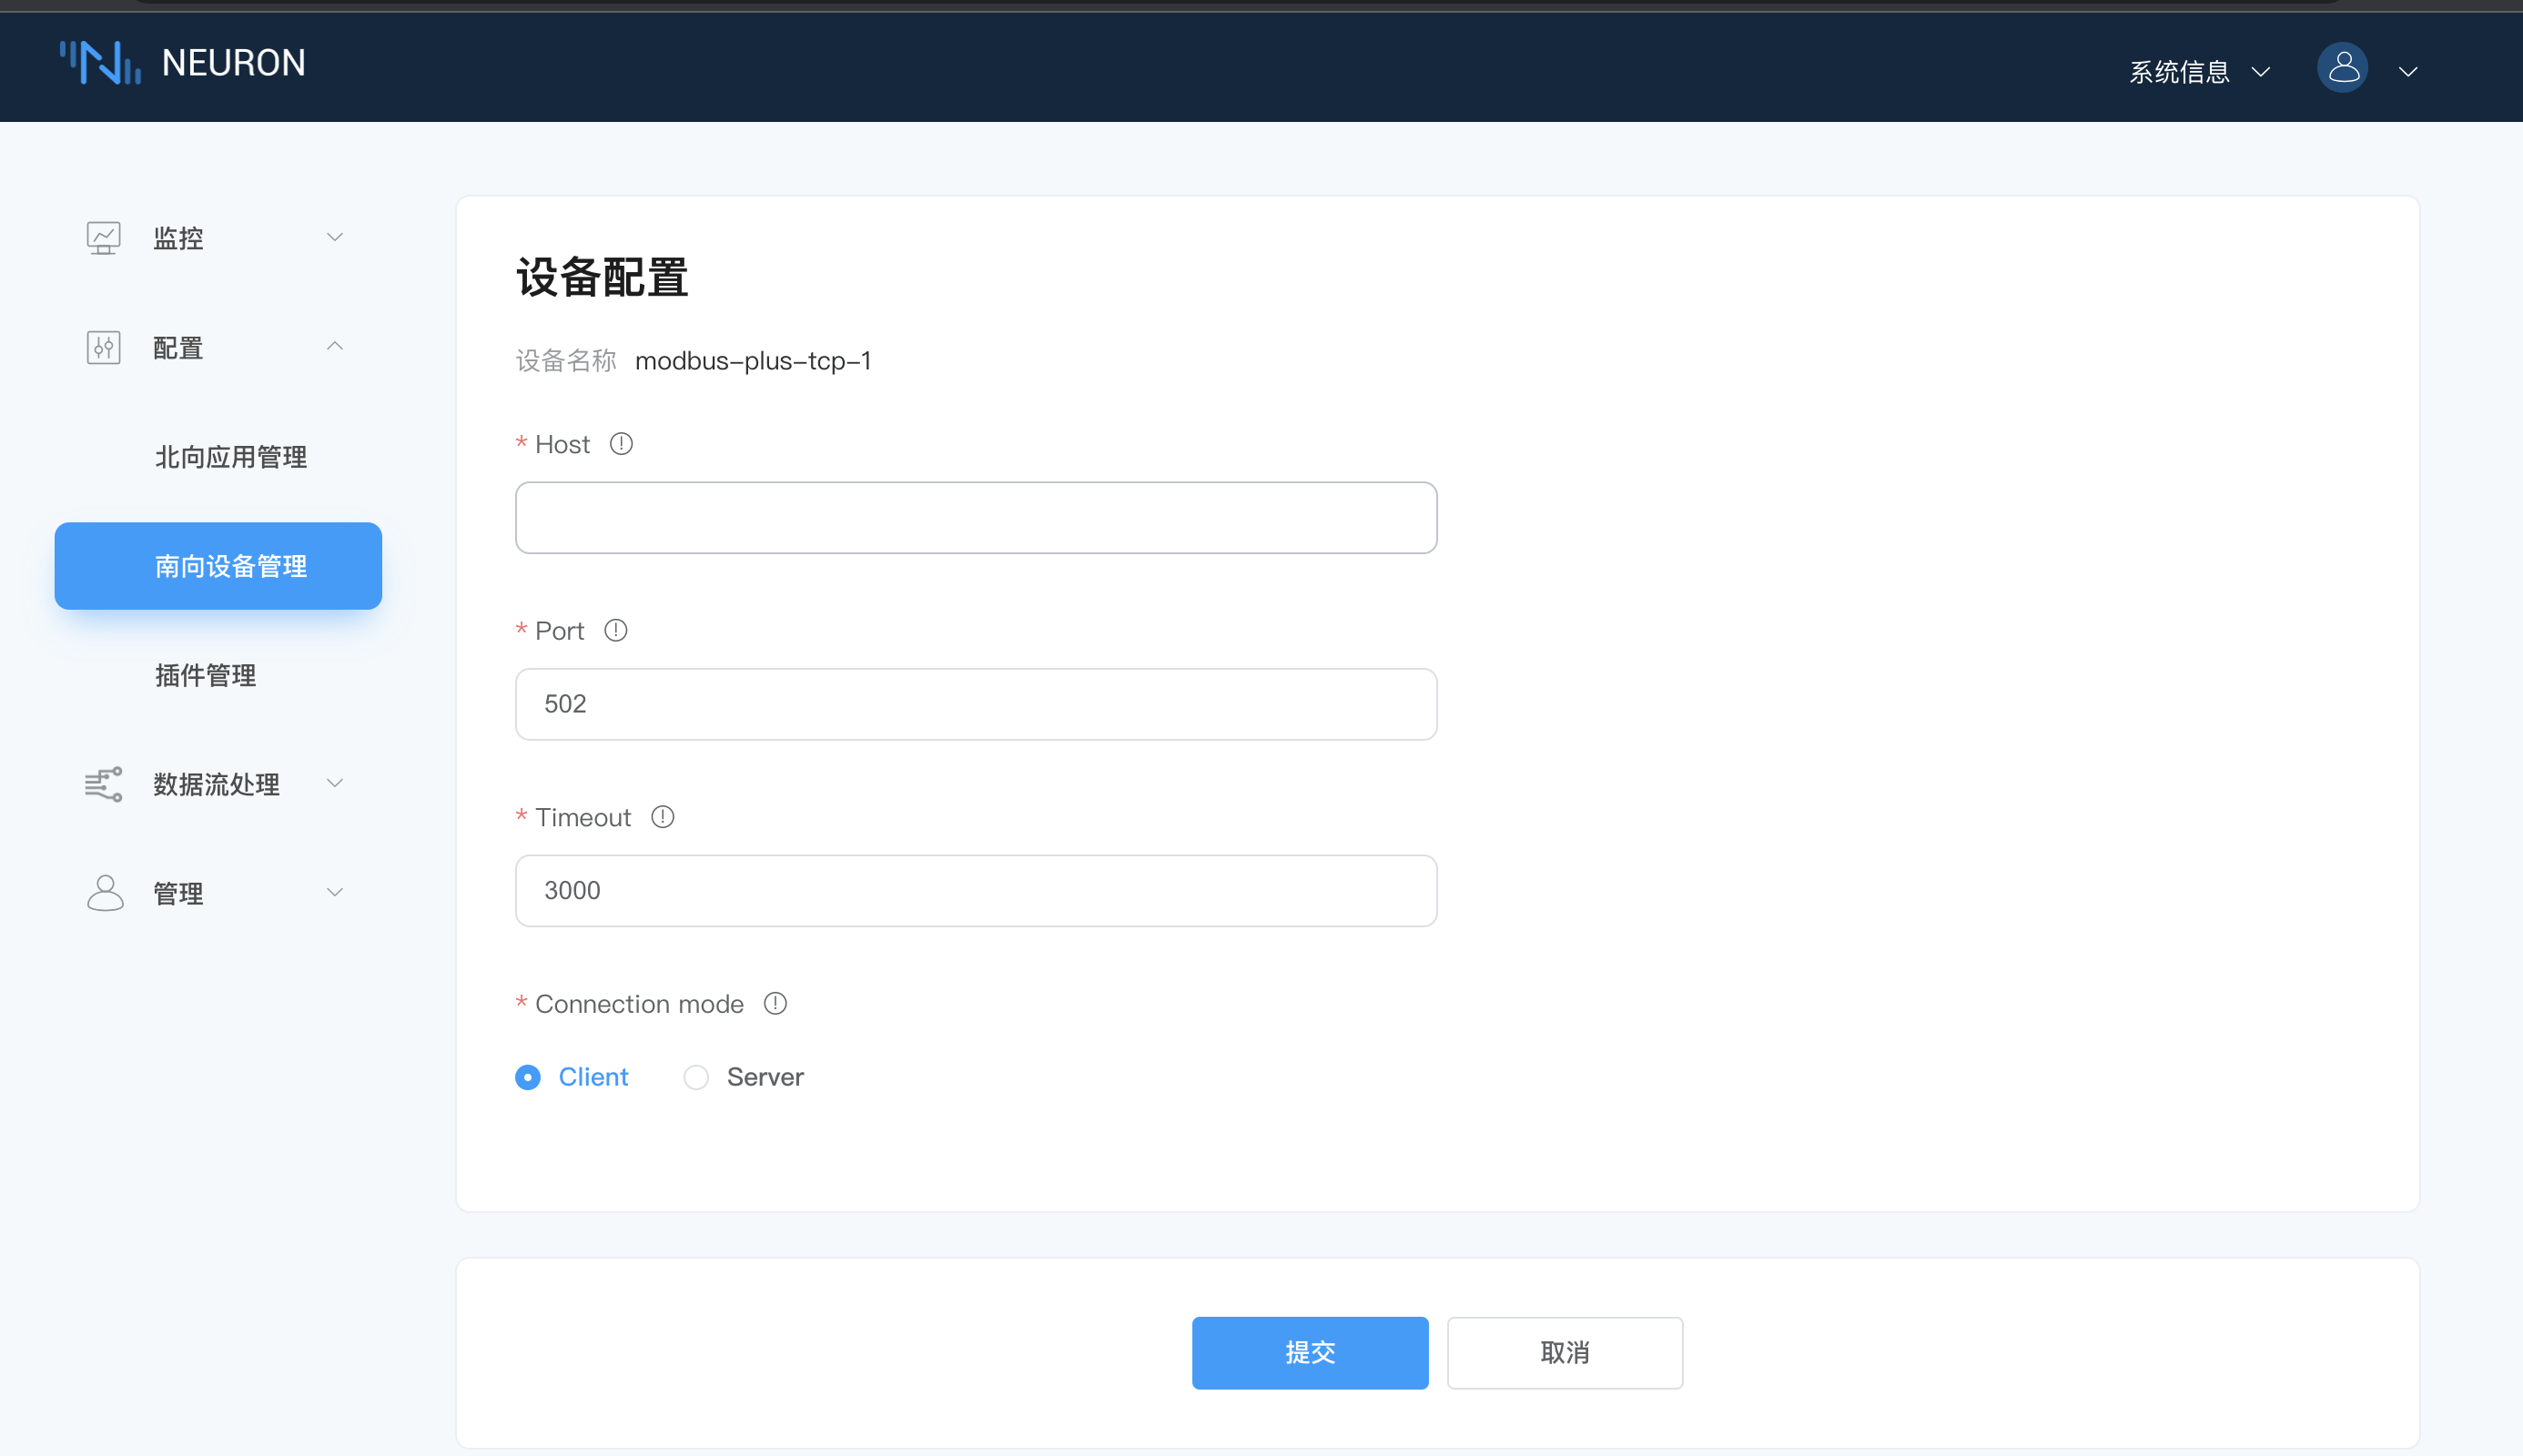 NEURON
系统信息
监控
配置
北向应用管理
南向设备管理
插件管理
数据流处理
管理
设备配置
设备名称 modbus-plus-tcp-1
* Host
* Port
502
* Timeout
3000
* Connection mode
Client Server
提交 取消